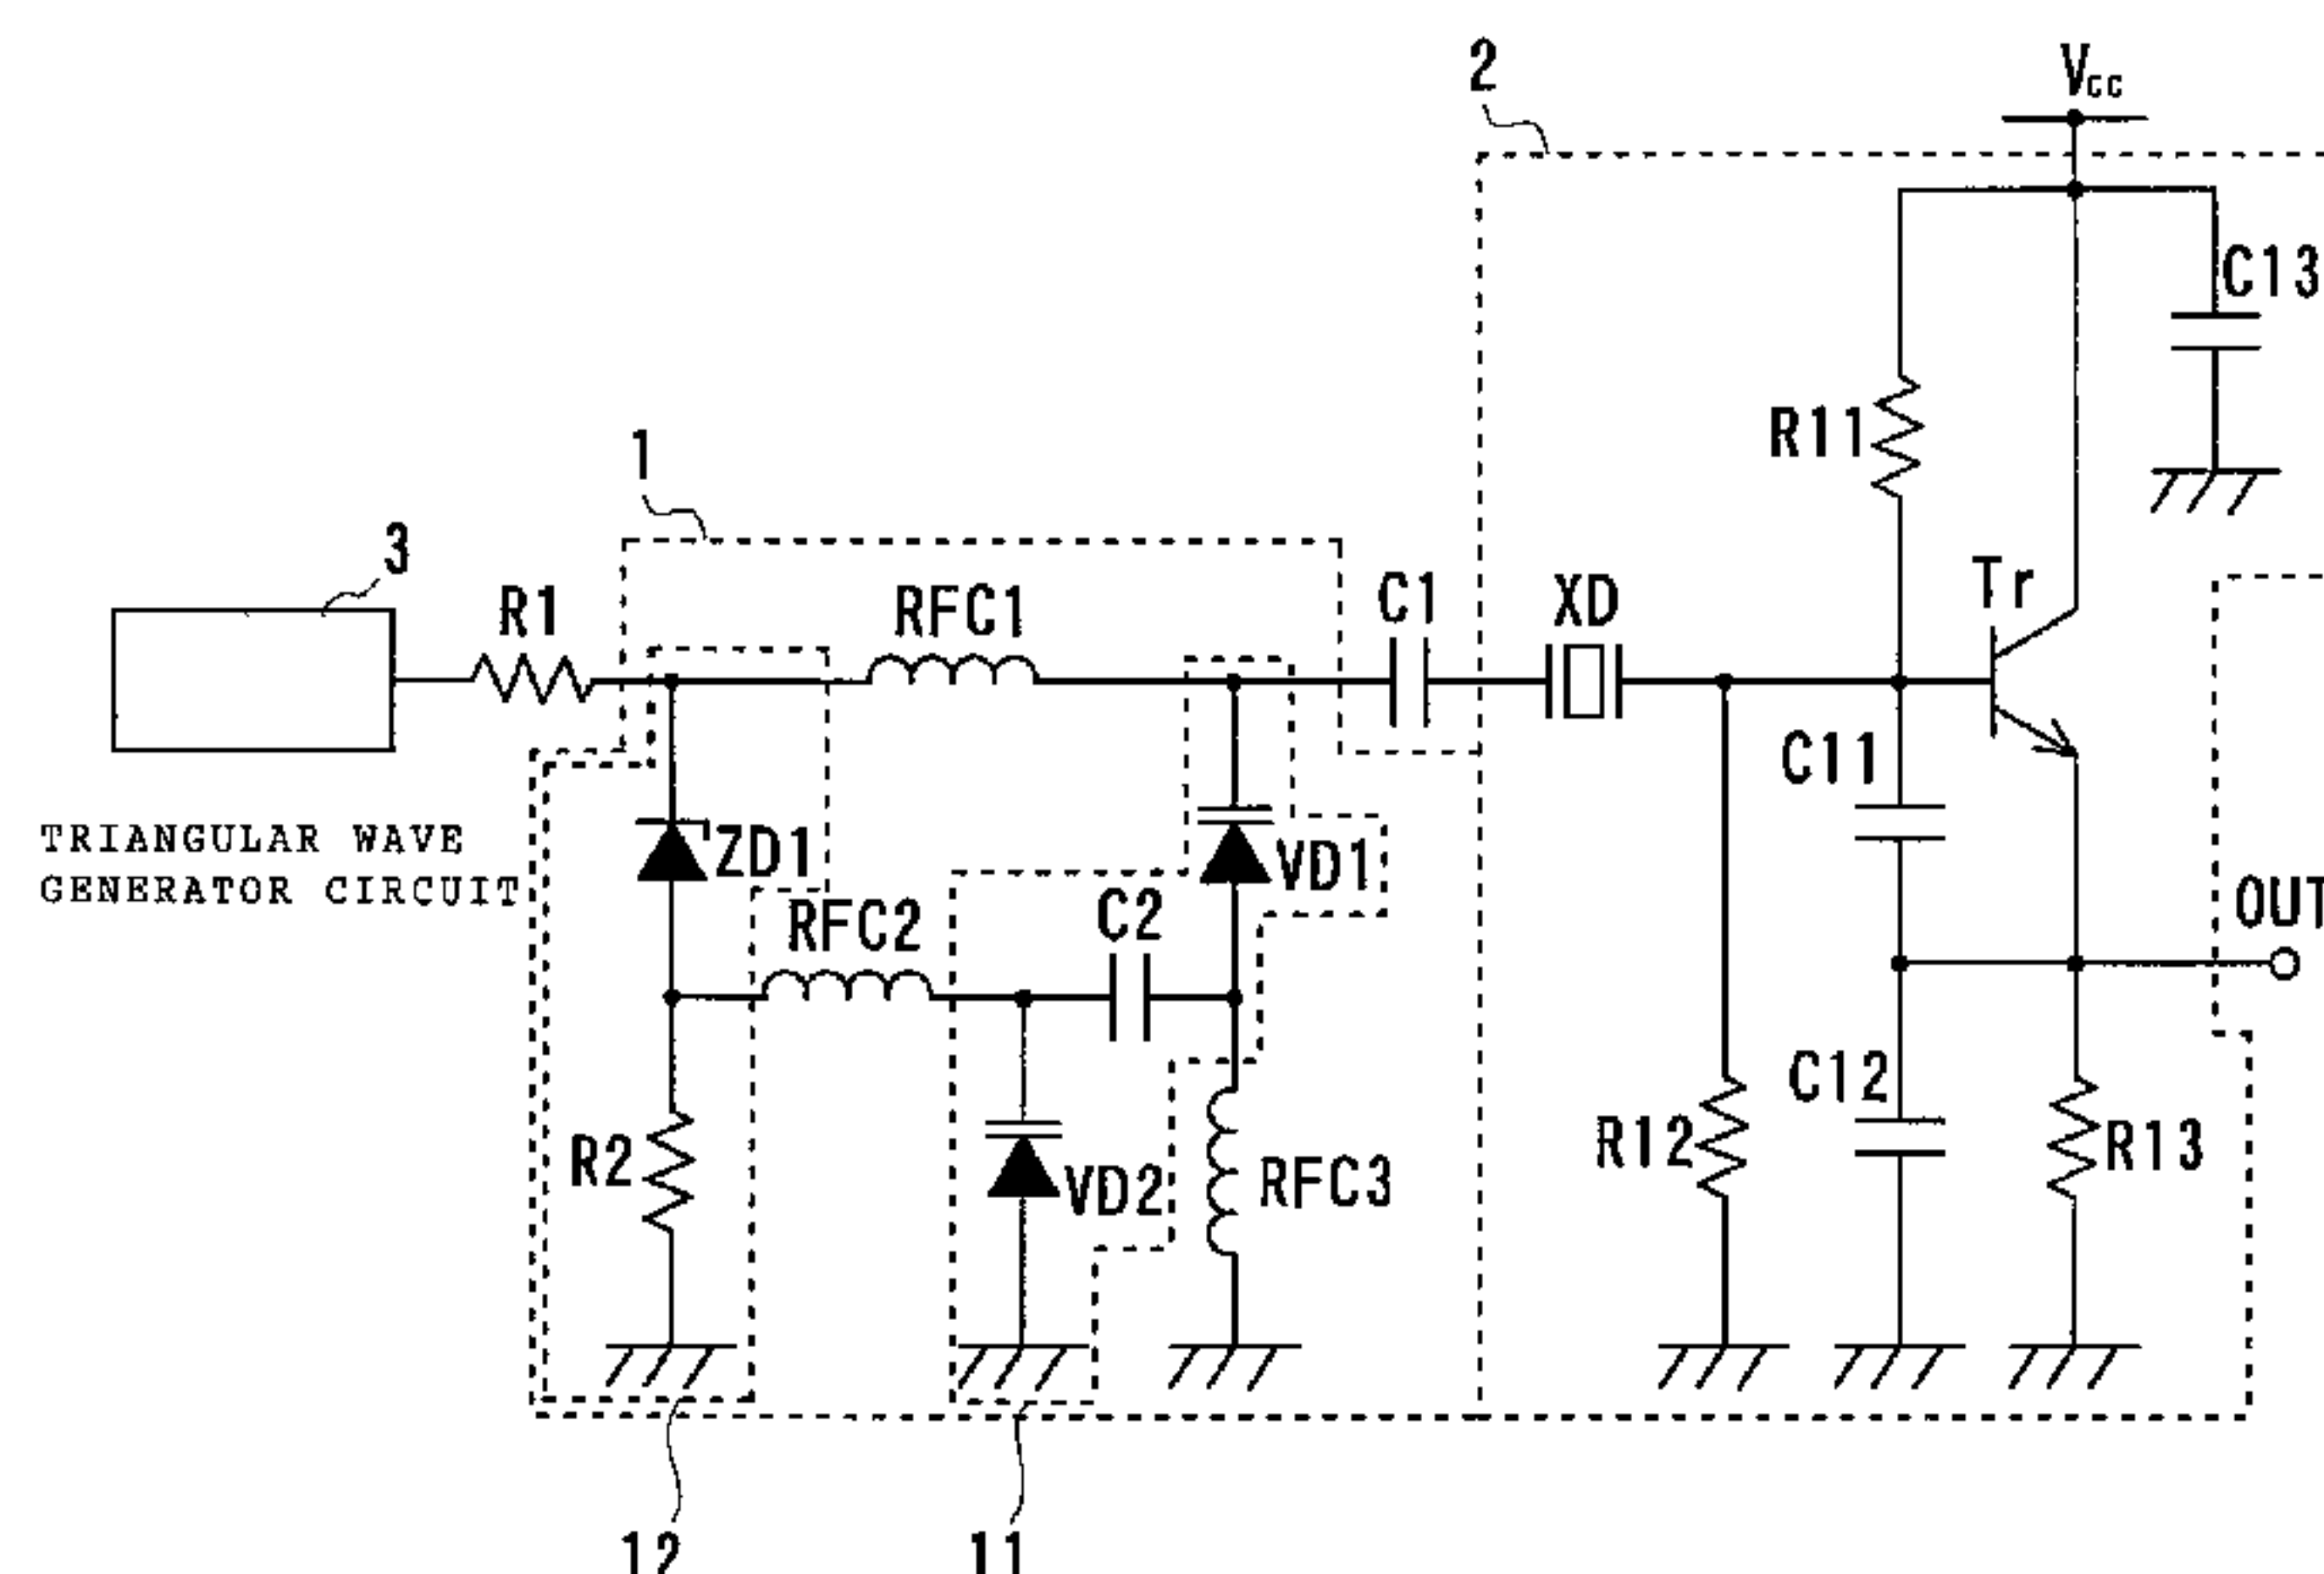 2
Vcc
C13
R11
1
3
R1
RFC1
C1
XD
Tr
C11
TRIANGULAR WAVE
GENERATOR CIRCUIT
ZD1
VD1
RFC2
C2
OUT
C12
R2
VD2
RFC3
R12
R13
12
11